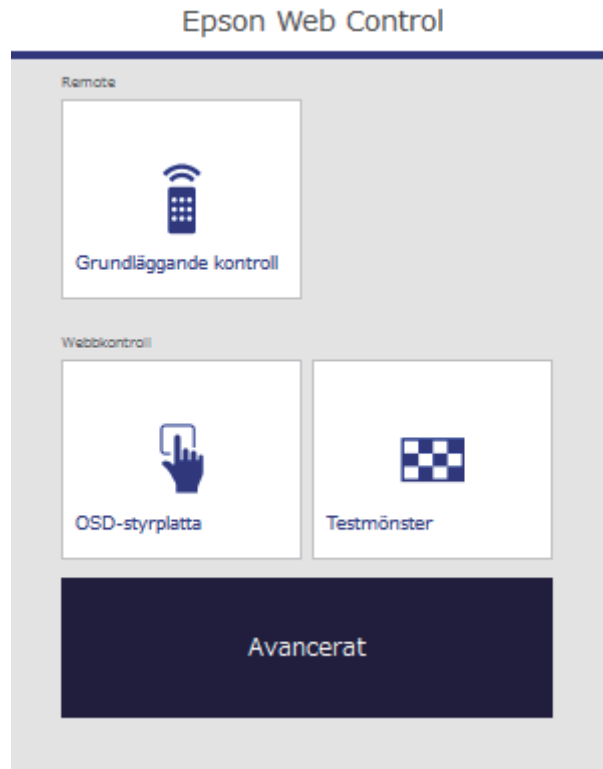 Epson Web Control
Remote
Grundläggande kontroll
Webbkontroll
OSD-styrplatta
Testmönster
Avancerat